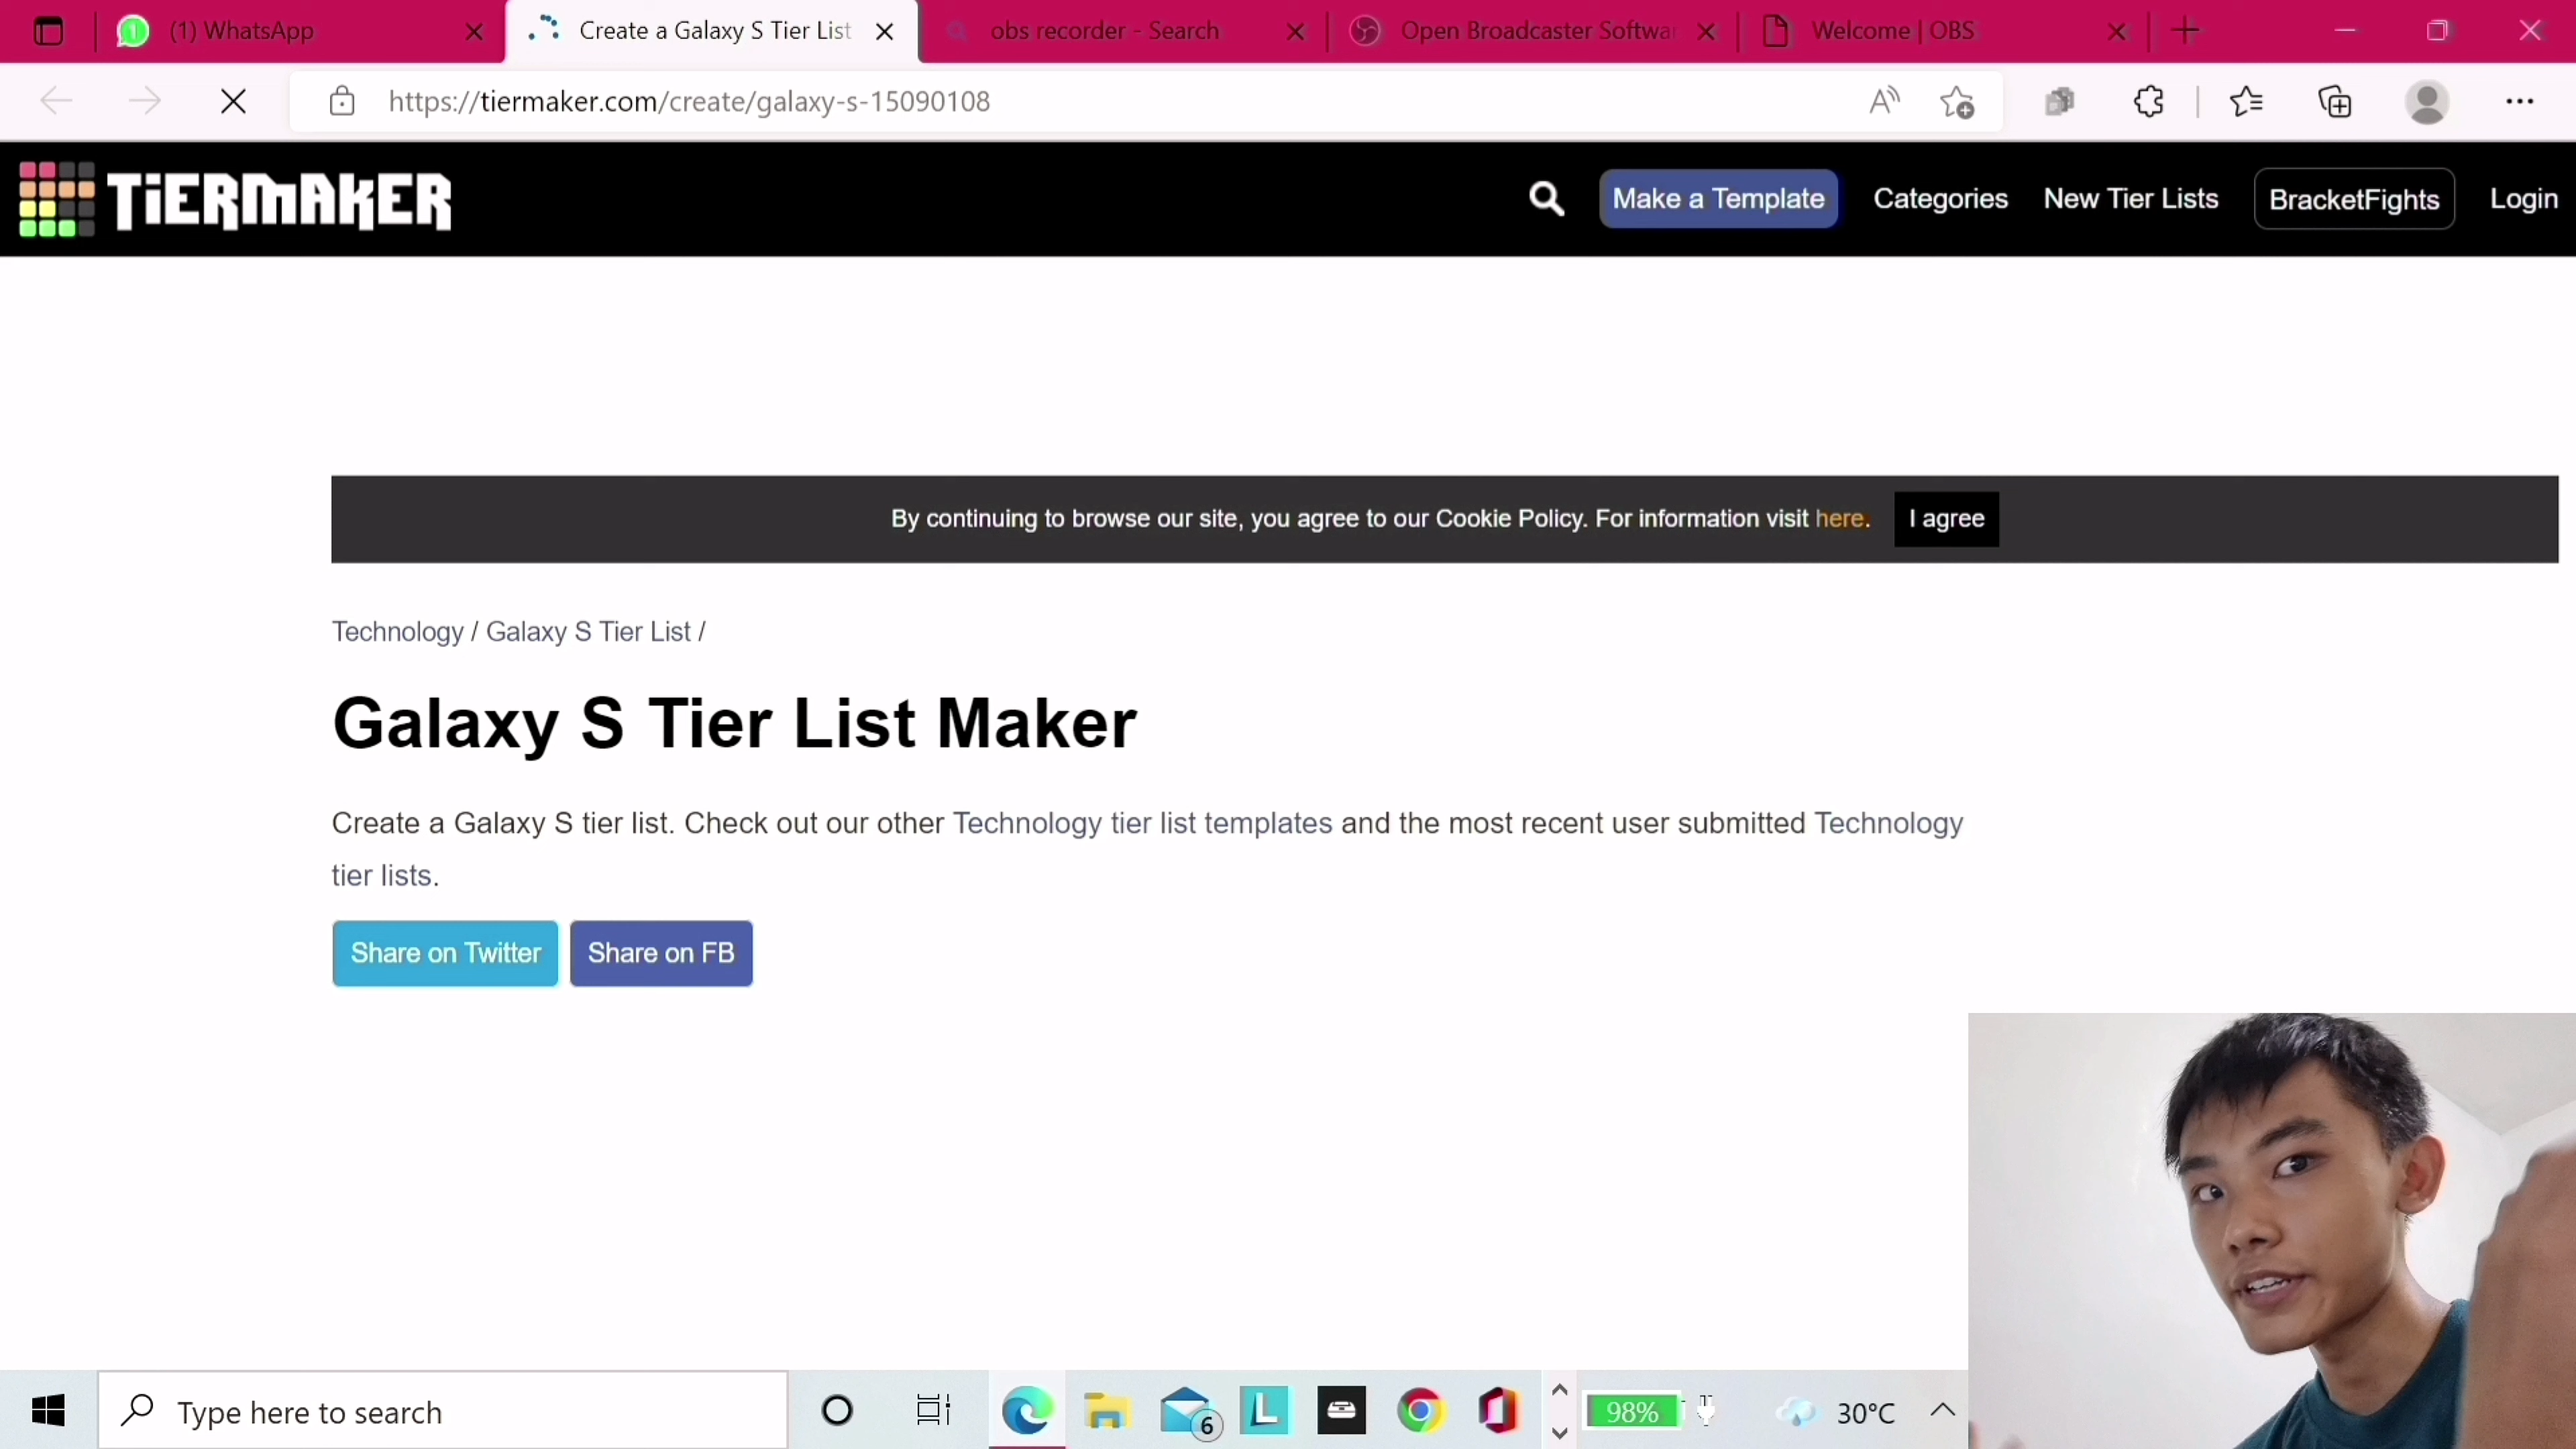 (1) WhatsApp
Create a Galaxy S Tier List
obs recorder - Search
Open Broadcaster Softwar
Welcome | OBS
https://tiermaker.com/create/galaxy-s-15090108
TiERMAKER
Make a Template
Categories
New Tier Lists
BracketFights
Login
By continuing to browse our site, you agree to our Cookie Policy. For information visit here.
I agree
Technology / Galaxy S Tier List /
Galaxy S Tier List Maker
Create a Galaxy S tier list. Check out our other Technology tier list templates and the most recent user submitted Technology
tier lists.
Share on Twitter
Share on FB
Type here to search
6
L
98%
30°C